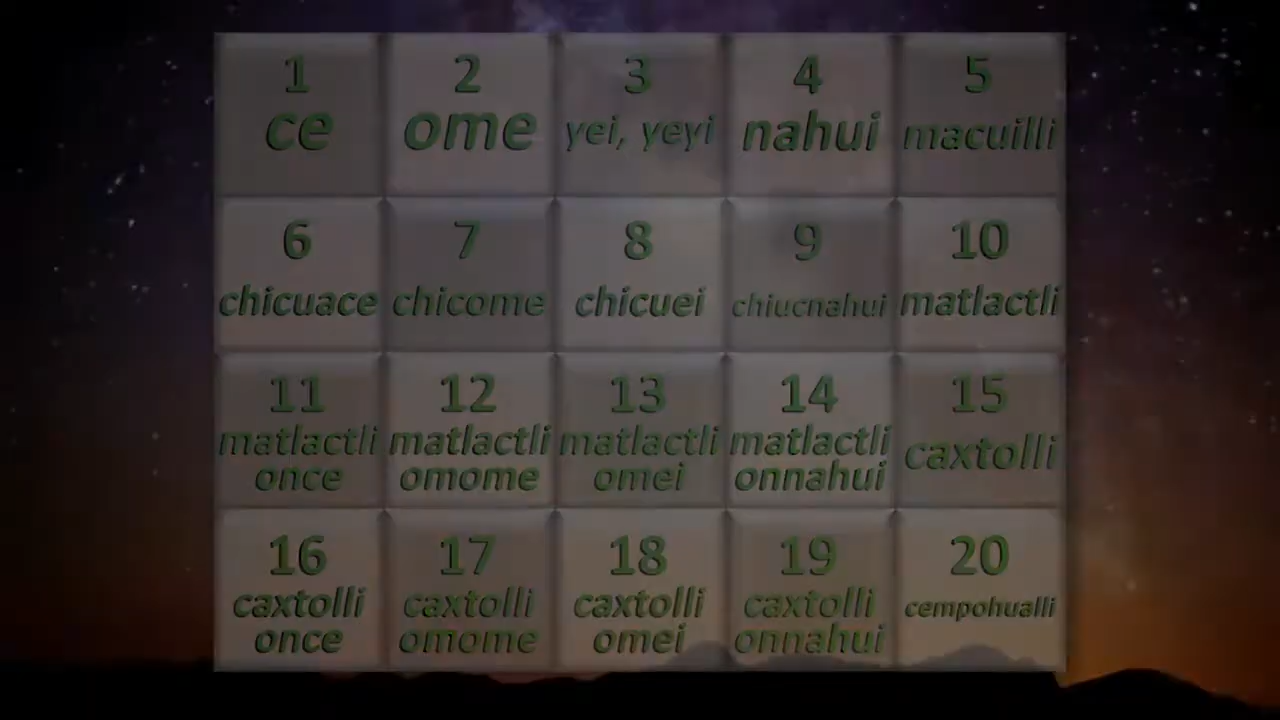 1
ce
2
ome
3
yei, yeyi
4
nahui
5
macuilli
6
chicuace
7
chicome
8
chicuei
9
chiucnahui
10
matlactli
11
matlactli
once
12
matlactli
omome
13
matlactli
omei
14
matlactli
onnahui
15
caxtolli
16
caxtolli
once
17
caxtolli
omome
18
caxtolli
omei
19
caxtolli
onnahui
20
cempohualli